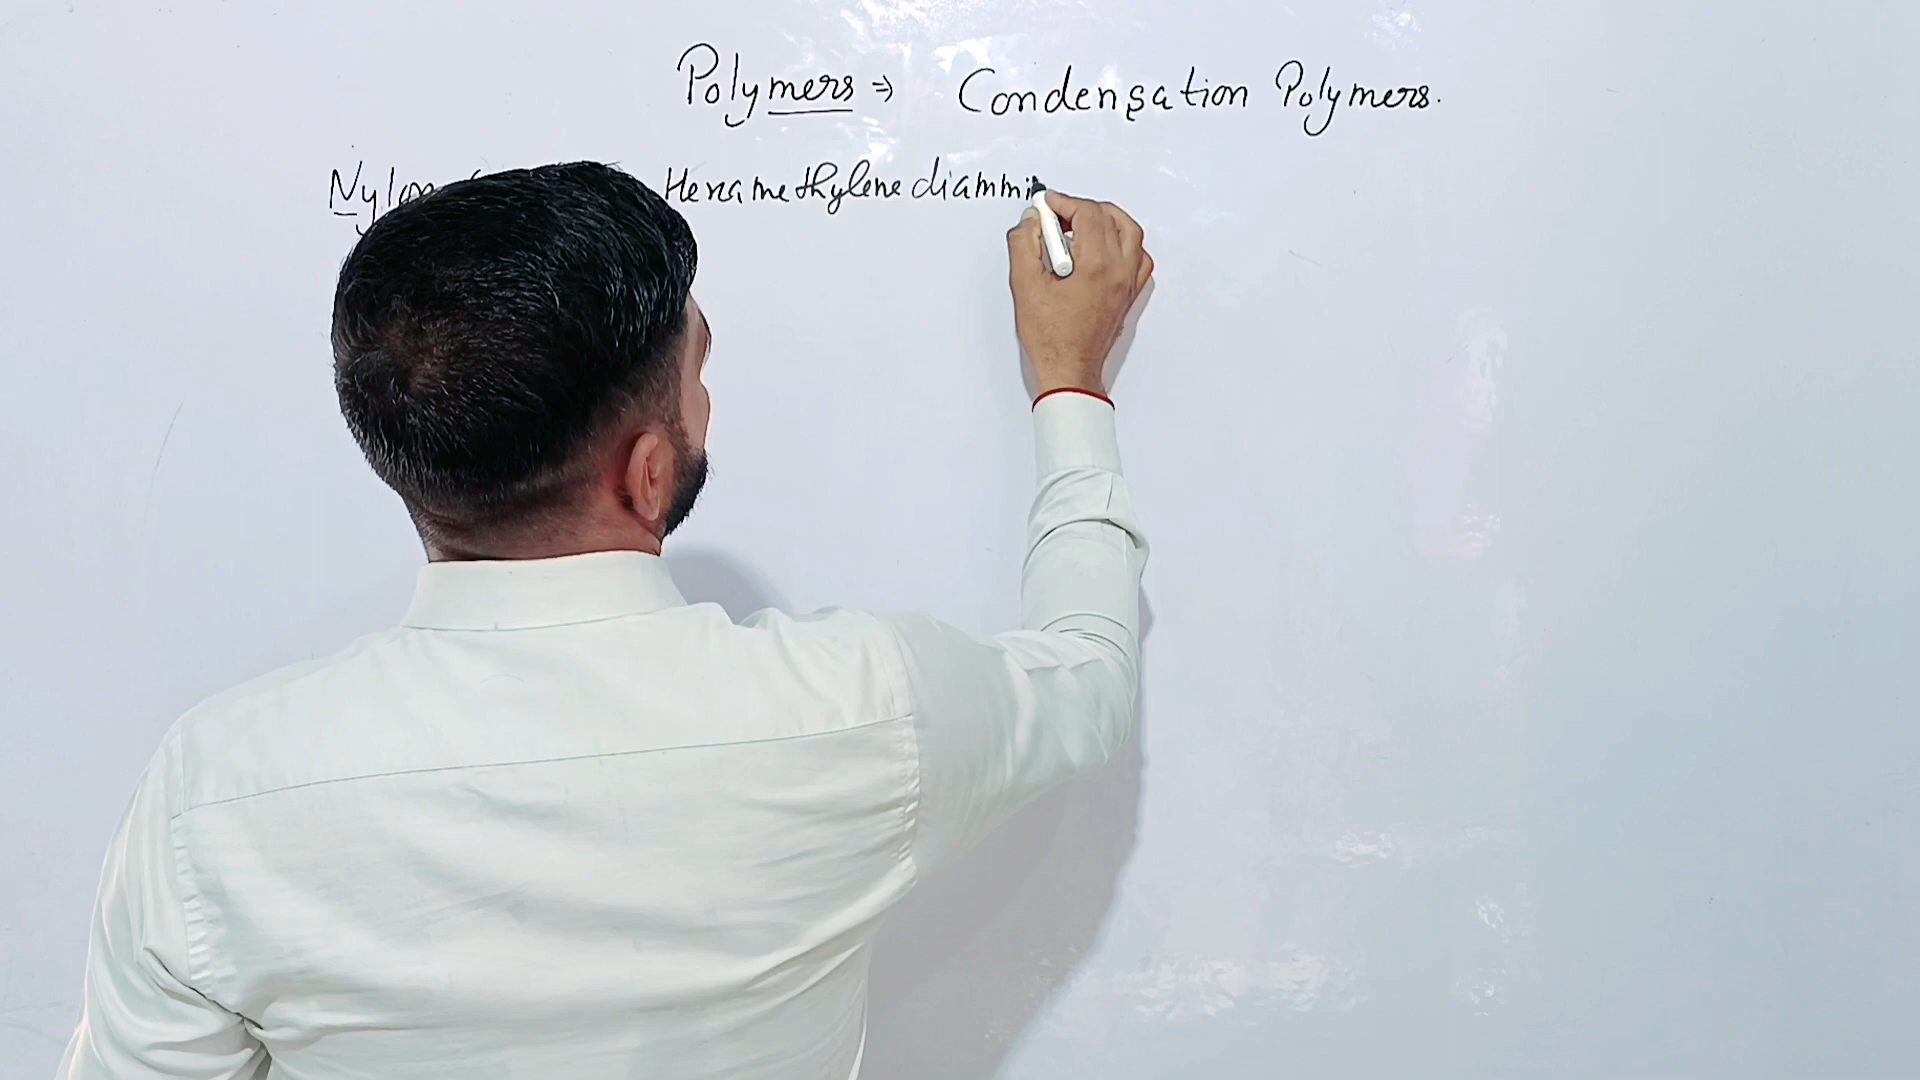 Polymers ⇒ Condensation Polymers.
Nylon Hexamethylene diammi